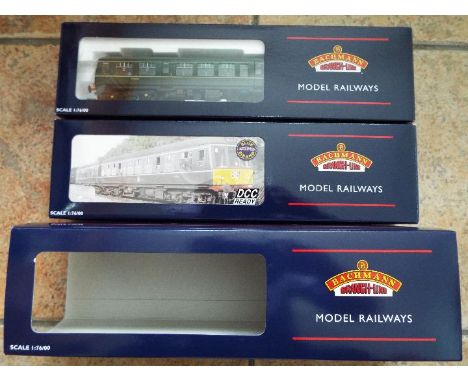 BACHMANN
BRANCH-LINE
MODEL RAILWAYS
SCALE 1:76/00
BACHMANN
BRANCH-LINE
MODEL RAILWAYS
DCC
READY
SCALE 1:76/00
BACHMANN
BRANCH-LINE
MODEL RAILWAYS
SCALE 1:76/00